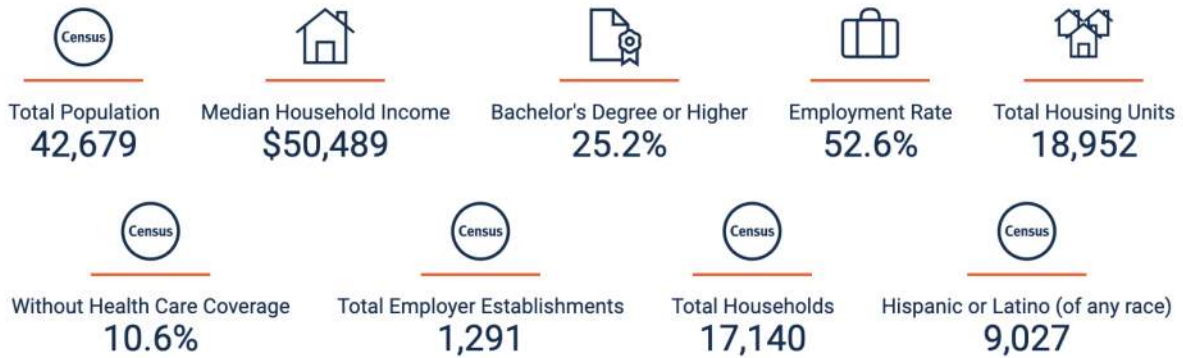 Census
Total Population
42,679
Median Household Income
$50,489
Bachelor's Degree or Higher
25.2%
Employment Rate
52.6%
Total Housing Units
18,952
Census
Without Health Care Coverage
10.6%
Census
Total Employer Establishments
1,291
Census
Total Households
17,140
Census
Hispanic or Latino (of any race)
9,027